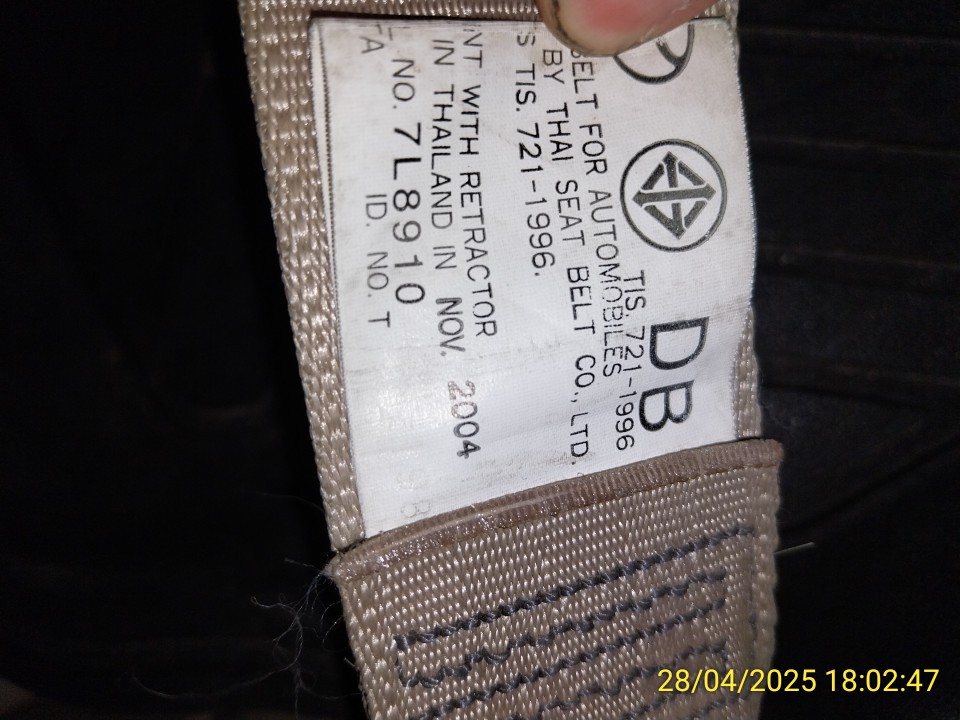 DB
TIS. 721-1996
BELT FOR AUTOMOBILES
BY THAI SEAT BELT CO., LTD.
S TIS. 721-1996.
NT WITH RETRACTOR
IN THAILAND IN NOV. 2004
NO. 7L8910
TA ID. NO. T
28/04/2025 18:02:47